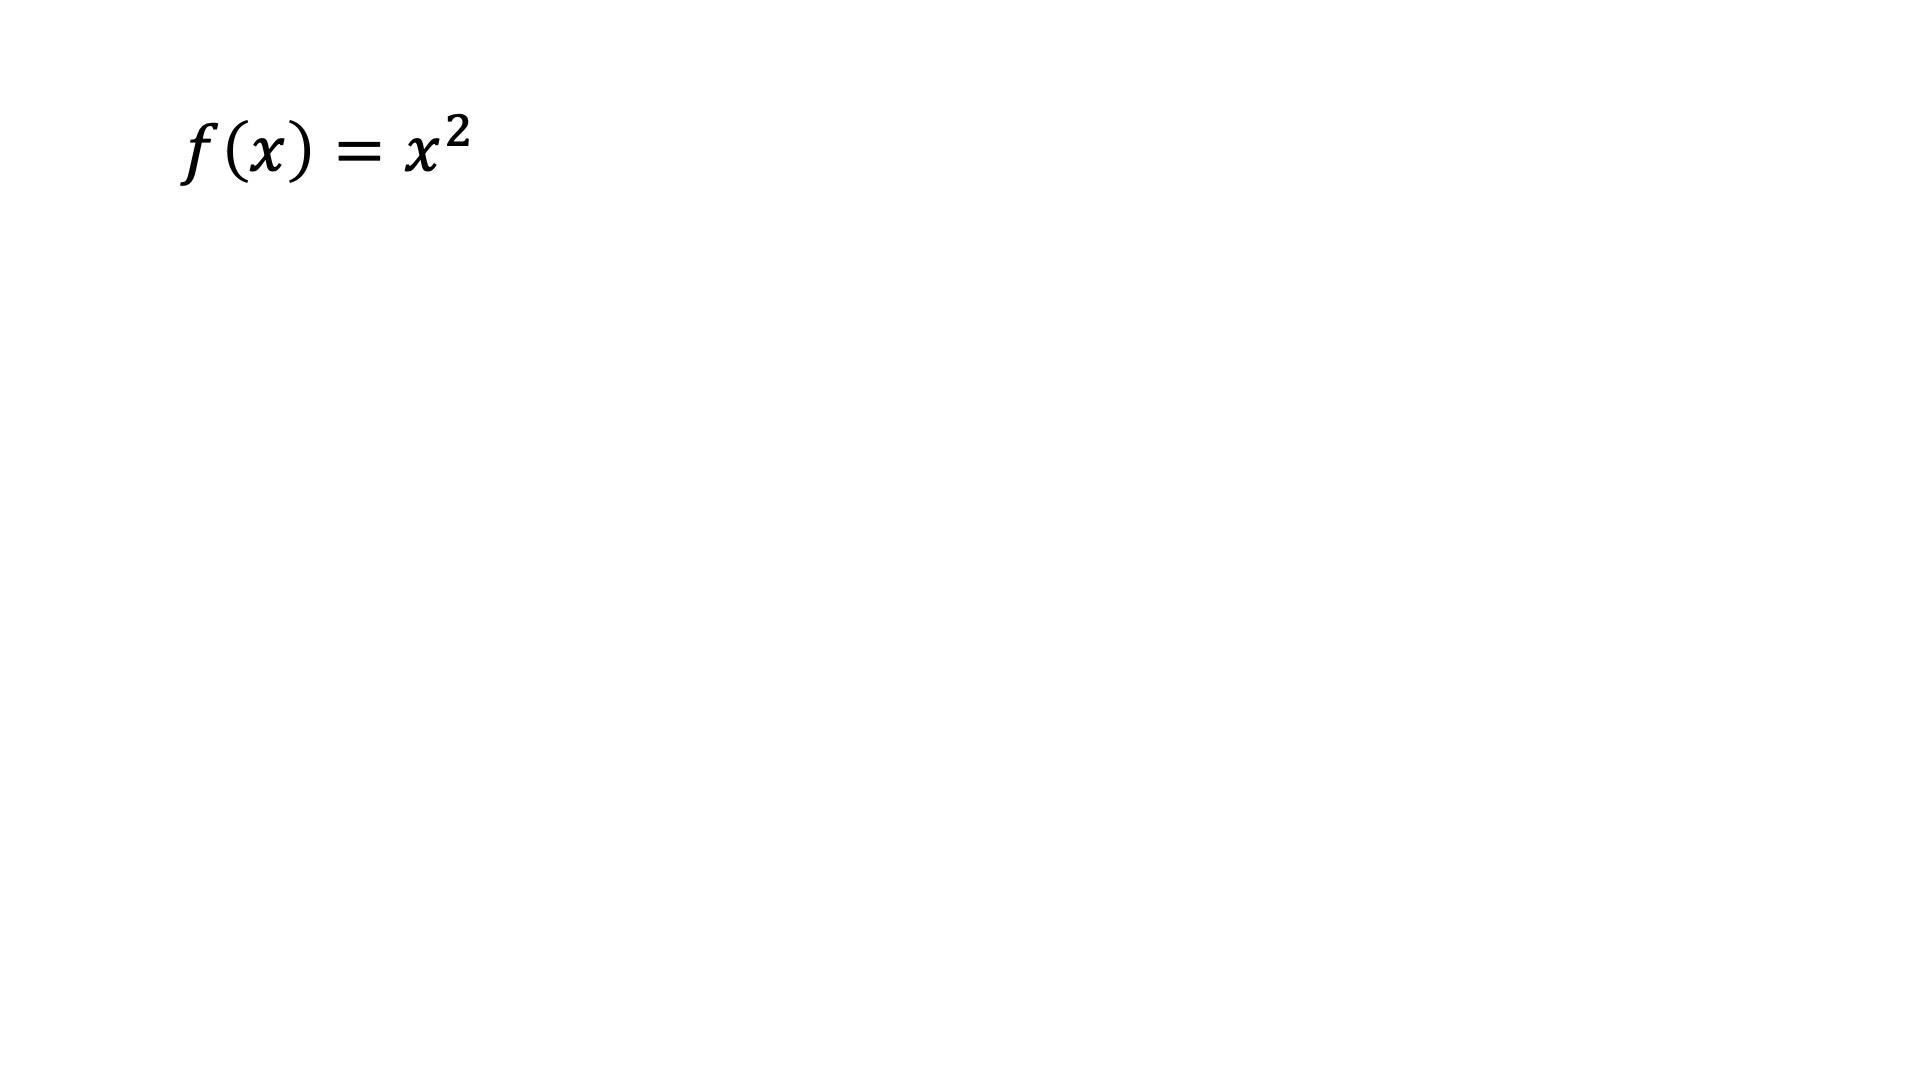 f(x) = x²